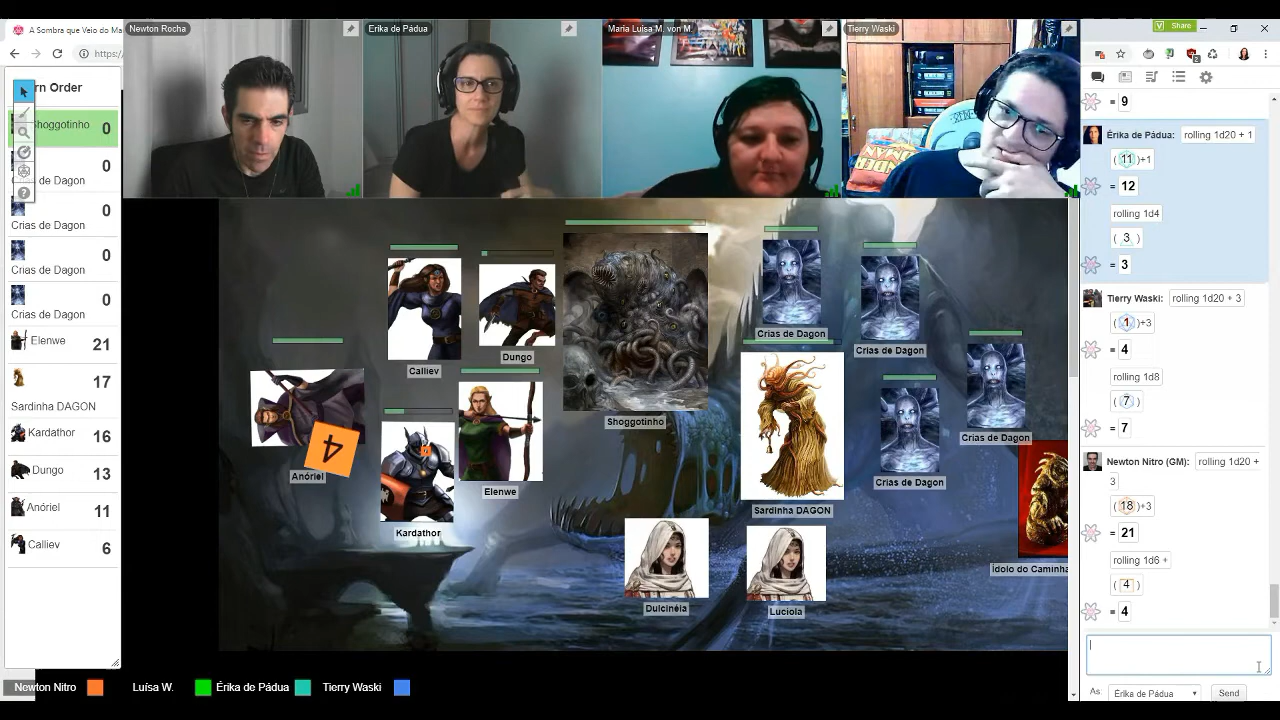 A Sombra que Veio do Ma
https://
rn Order
Shoggotinho 0
0
as de Dagon
0
Crias de Dagon
0
Crias de Dagon
0
Crias de Dagon
Elenwe 21
17
Sardinha DAGON
Kardathor 16
Dungo 13
Anóriel 11
Calliev 6
Newton Rocha
Érika de Pádua
Maria Luísa M. von M.
Tierry Waski
Share
Calliev
Dungo
Shoggotinho
Crias de Dagon
Crias de Dagon
Crias de Dagon
Crias de Dagon
Anóriel
4
Kardathor
Elenwe
Sardinha DAGON
Dulcinéia
Luciola
Ídolo do Caminha
= 9
Érika de Pádua: rolling 1d20 + 1
(11)+1
= 12
rolling 1d4
(3)
= 3
Tierry Waski: rolling 1d20 + 3
(1)+3
= 4
rolling 1d8
(7)
= 7
Newton Nitro (GM): rolling 1d20 +
3
(18)+3
= 21
rolling 1d6 +
(4)
= 4
As: Érika de Pádua Send
Newton Nitro Luísa W. Érika de Pádua Tierry Waski